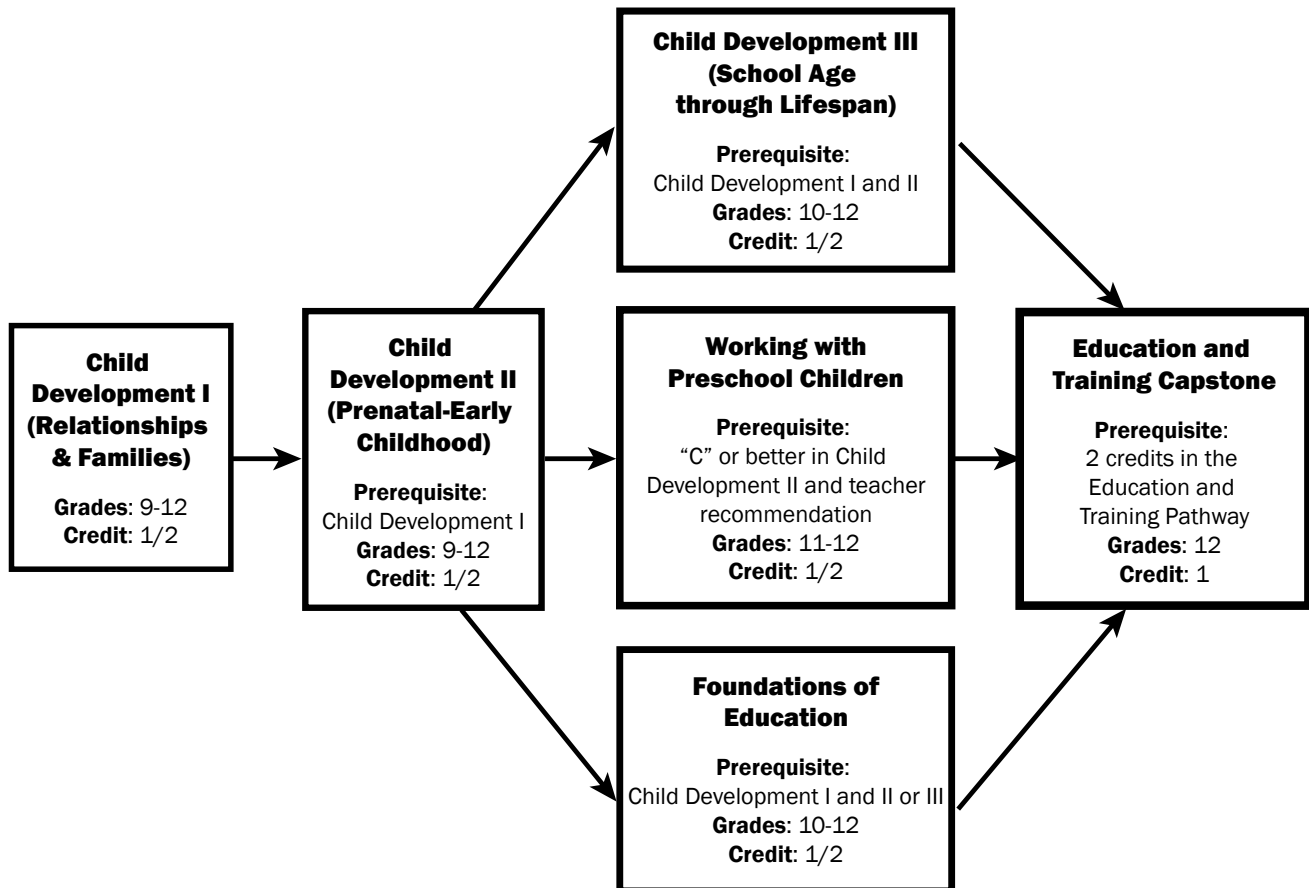 Child
Development I
(Relationships
& Families)
Grades: 9-12
Credit: 1/2
Child
Development II
(Prenatal-Early
Childhood)
Prerequisite:
Child Development I
Grades: 9-12
Credit: 1/2
Child Development III
(School Age
through Lifespan)
Prerequisite:
Child Development I and II
Grades: 10-12
Credit: 1/2
Working with
Preschool Children
Prerequisite:
“C” or better in Child
Development II and teacher
recommendation
Grades: 11-12
Credit: 1/2
Foundations of
Education
Prerequisite:
Child Development I and II or III
Grades: 10-12
Credit: 1/2
Education and
Training Capstone
Prerequisite:
2 credits in the
Education and
Training Pathway
Grades: 12
Credit: 1